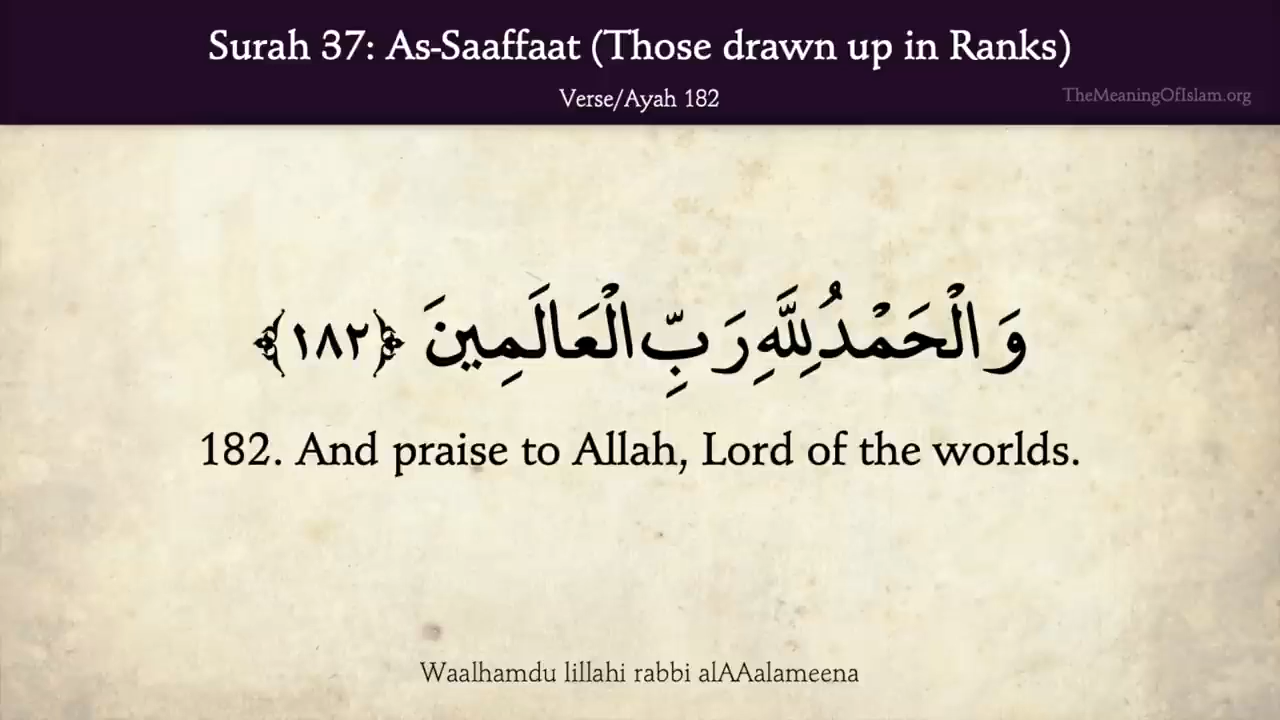 Surah 37: As-Saaffaat (Those drawn up in Ranks)
Verse/Ayah 182
TheMeaningOfIslam.org
وَالْحَمْدُ لِلَّهِ رَبِّ الْعَالَمِينَ ﴿١٨٢﴾
182. And praise to Allah, Lord of the worlds.
Waalhamdu lillahi rabbi alAAalameena